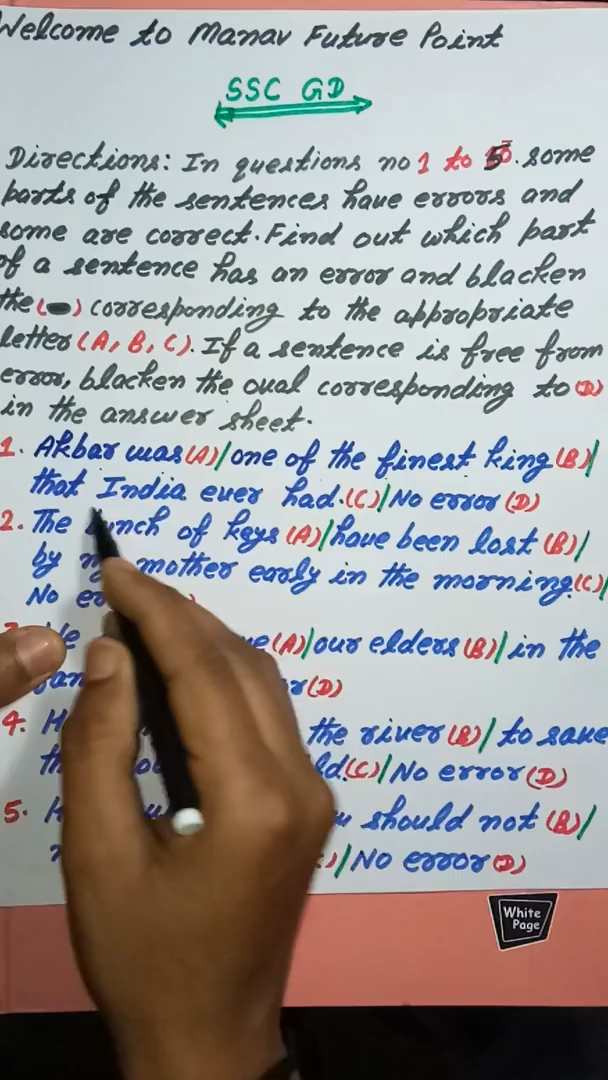 Welcome to Manav Future Point
SSC GD
Directions: In questions no 1 to 5. some
parts of the sentences have errors and
some are correct. Find out which part
of a sentence has an error and blacken
the ( ) corresponding to the appropriate
letter (A, B, C). If a sentence is free from
error, blacken the oval corresponding to (D)
in the answer sheet.
1. Akbar was (A)/one of the finest king (B)/
that India ever had.(C)/No error (D)
2. The bunch of keys (A)/have been lost (B)/
by my mother early in the morning.(C)/
No
(A)/our elders (B)/in the
(D)
4. the river (B)/to save
(C)/No error (D)
5. should not (B)/
/No error (D)
White
Page